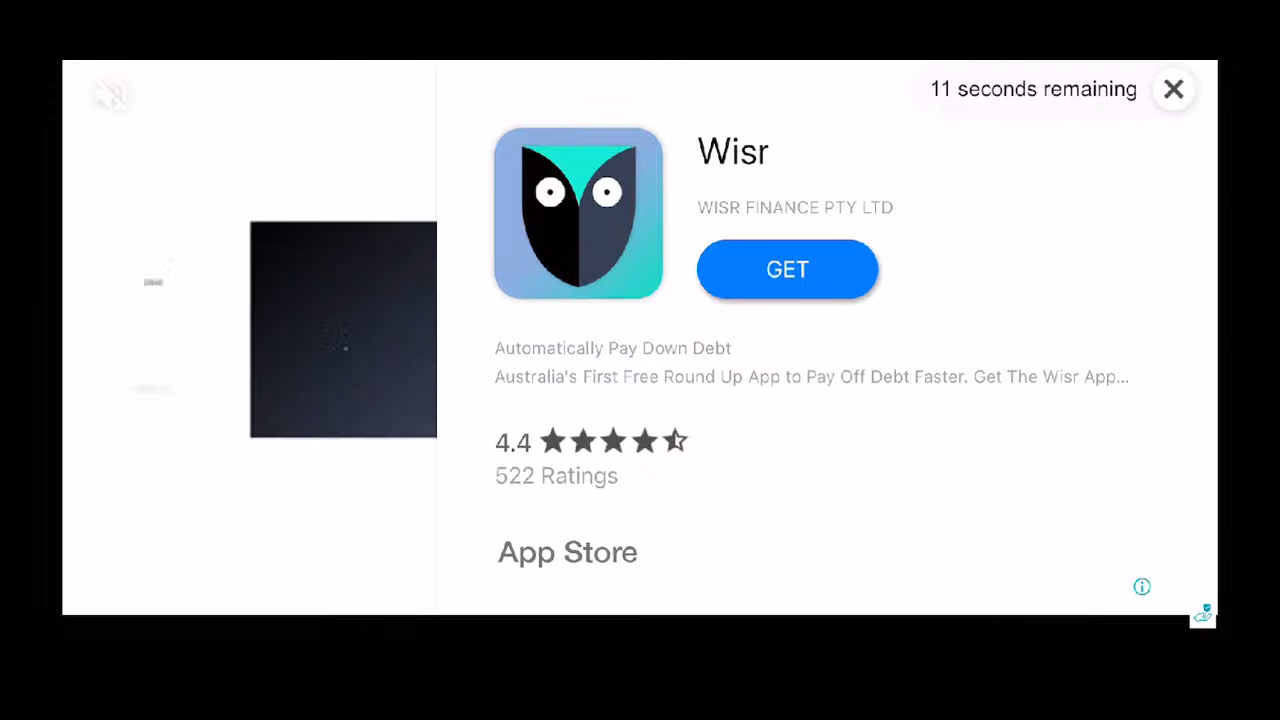 11 seconds remaining
Wisr
WISR FINANCE PTY LTD
GET
Automatically Pay Down Debt
Australia's First Free Round Up App to Pay Off Debt Faster. Get The Wisr App...
4.4
522 Ratings
App Store